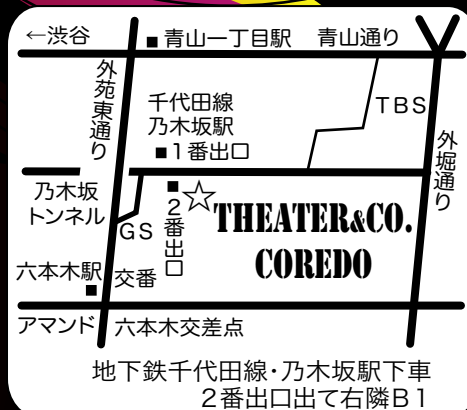 ←渋谷
■青山一丁目駅
青山通り
外苑東通り
千代田線
乃木坂駅
■1番出口
TBS
外堀通り
乃木坂
トンネル
GS
■2番出口
☆
THEATER&CO.
COREDO
六本木駅
■
交番
アマンド
六本木交差点
地下鉄千代田線・乃木坂駅下車
2番出口出て右隣B1